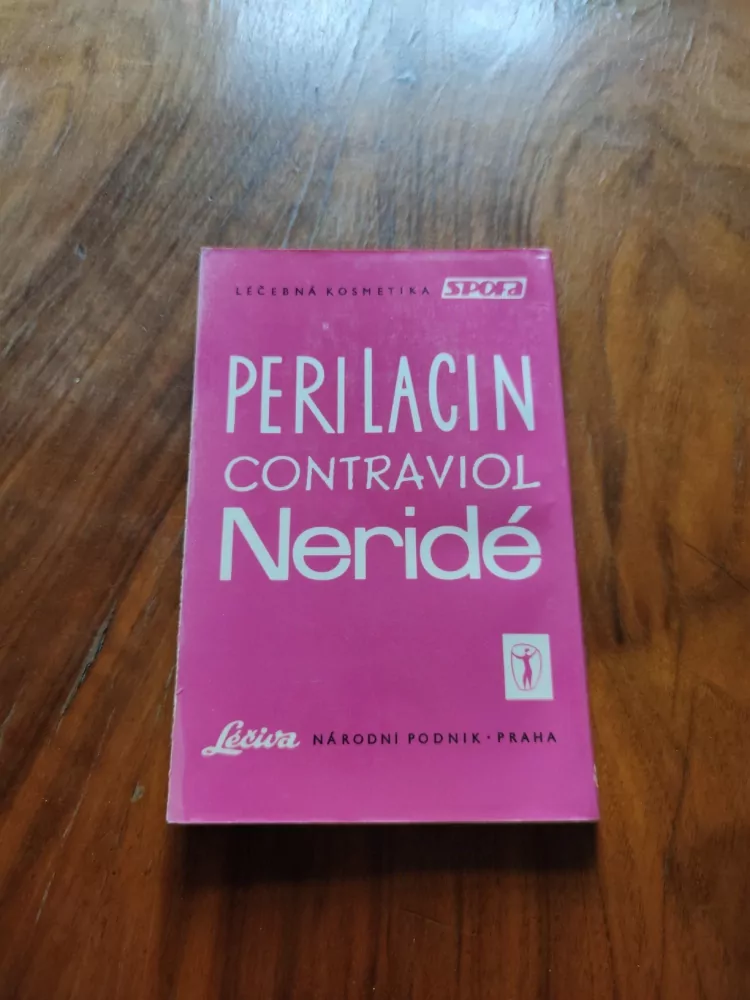 LÉČEBNÁ KOSMETIKA SPOFA
PERILACIN
CONTRAVIOL
Neridé
Léčiva NÁRODNÍ PODNIK · PRAHA